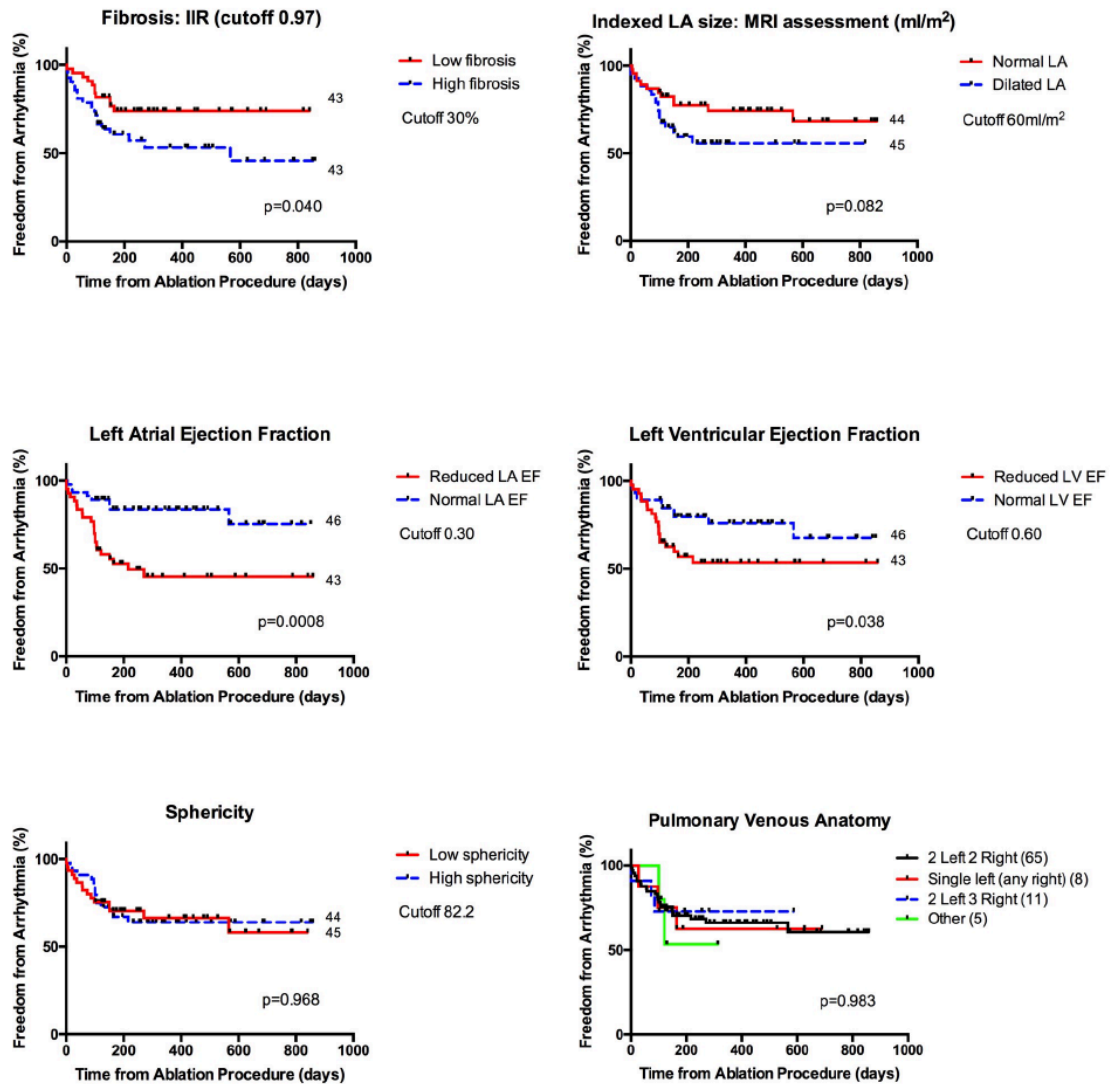 Fibrosis: IIR (cutoff 0.97)
Freedom from Arrhythmia (%)
100
50
0
0 200 400 600 800 1000
Time from Ablation Procedure (days)
Low fibrosis
High fibrosis
Cutoff 30%
43
43
p=0.040
Indexed LA size: MRI assessment (ml/m²)
Freedom from Arrhythmia (%)
100
50
0
0 200 400 600 800 1000
Time from Ablation Procedure (days)
Normal LA
Dilated LA
Cutoff 60ml/m²
44
45
p=0.082
Left Atrial Ejection Fraction
Freedom from Arrhythmia (%)
100
50
0
0 200 400 600 800 1000
Time from Ablation Procedure (days)
Reduced LA EF
Normal LA EF
Cutoff 0.30
46
43
p=0.0008
Left Ventricular Ejection Fraction
Freedom from Arrhythmia (%)
100
50
0
0 200 400 600 800 1000
Time from Ablation Procedure (days)
Reduced LV EF
Normal LV EF
Cutoff 0.60
46
43
p=0.038
Sphericity
Freedom from Arrhythmia (%)
100
50
0
0 200 400 600 800 1000
Time from Ablation Procedure (days)
Low sphericity
High sphericity
Cutoff 82.2
44
45
p=0.968
Pulmonary Venous Anatomy
Freedom from Arrhythmia (%)
100
50
0
0 200 400 600 800 1000
Time from Ablation Procedure (days)
2 Left 2 Right (65)
Single left (any right) (8)
2 Left 3 Right (11)
Other (5)
p=0.983